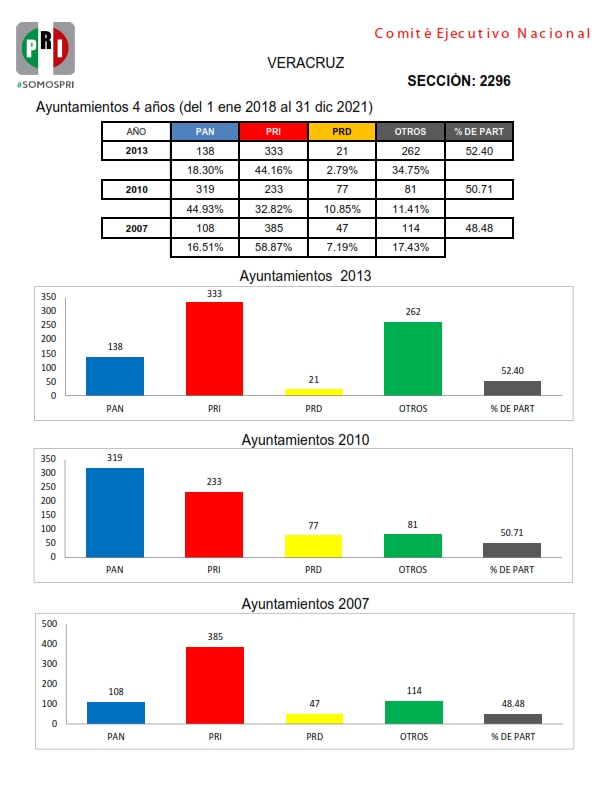 PRI
#SOMOSPRI
Comité Ejecutivo Nacional
VERACRUZ
SECCIÓN: 2296
Ayuntamientos 4 años (del 1 ene 2018 al 31 dic 2021)
AÑO PAN PRI PRD OTROS % DE PART
2013 138 333 21 262 52.40
18.30% 44.16% 2.79% 34.75%
2010 319 233 77 81 50.71
44.93% 32.82% 10.85% 11.41%
2007 108 385 47 114 48.48
16.51% 58.87% 7.19% 17.43%
Ayuntamientos 2013
350
300
250
200
150
100
50
0
138 333 21 262 52.40
PAN PRI PRD OTROS % DE PART
Ayuntamientos 2010
350
300
250
200
150
100
50
0
319 233 77 81 50.71
PAN PRI PRD OTROS % DE PART
Ayuntamientos 2007
500
400
300
200
100
0
108 385 47 114 48.48
PAN PRI PRD OTROS % DE PART